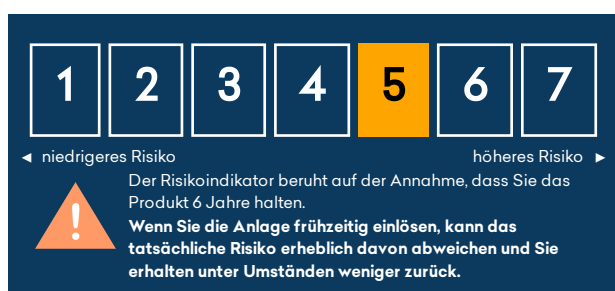 1 2 3 4 5 6 7
◄ niedrigeres Risiko höheres Risiko ►
Der Risikoindikator beruht auf der Annahme, dass Sie das
Produkt 6 Jahre halten.
!
Wenn Sie die Anlage frühzeitig einlösen, kann das
tatsächliche Risiko erheblich davon abweichen und Sie
erhalten unter Umständen weniger zurück.